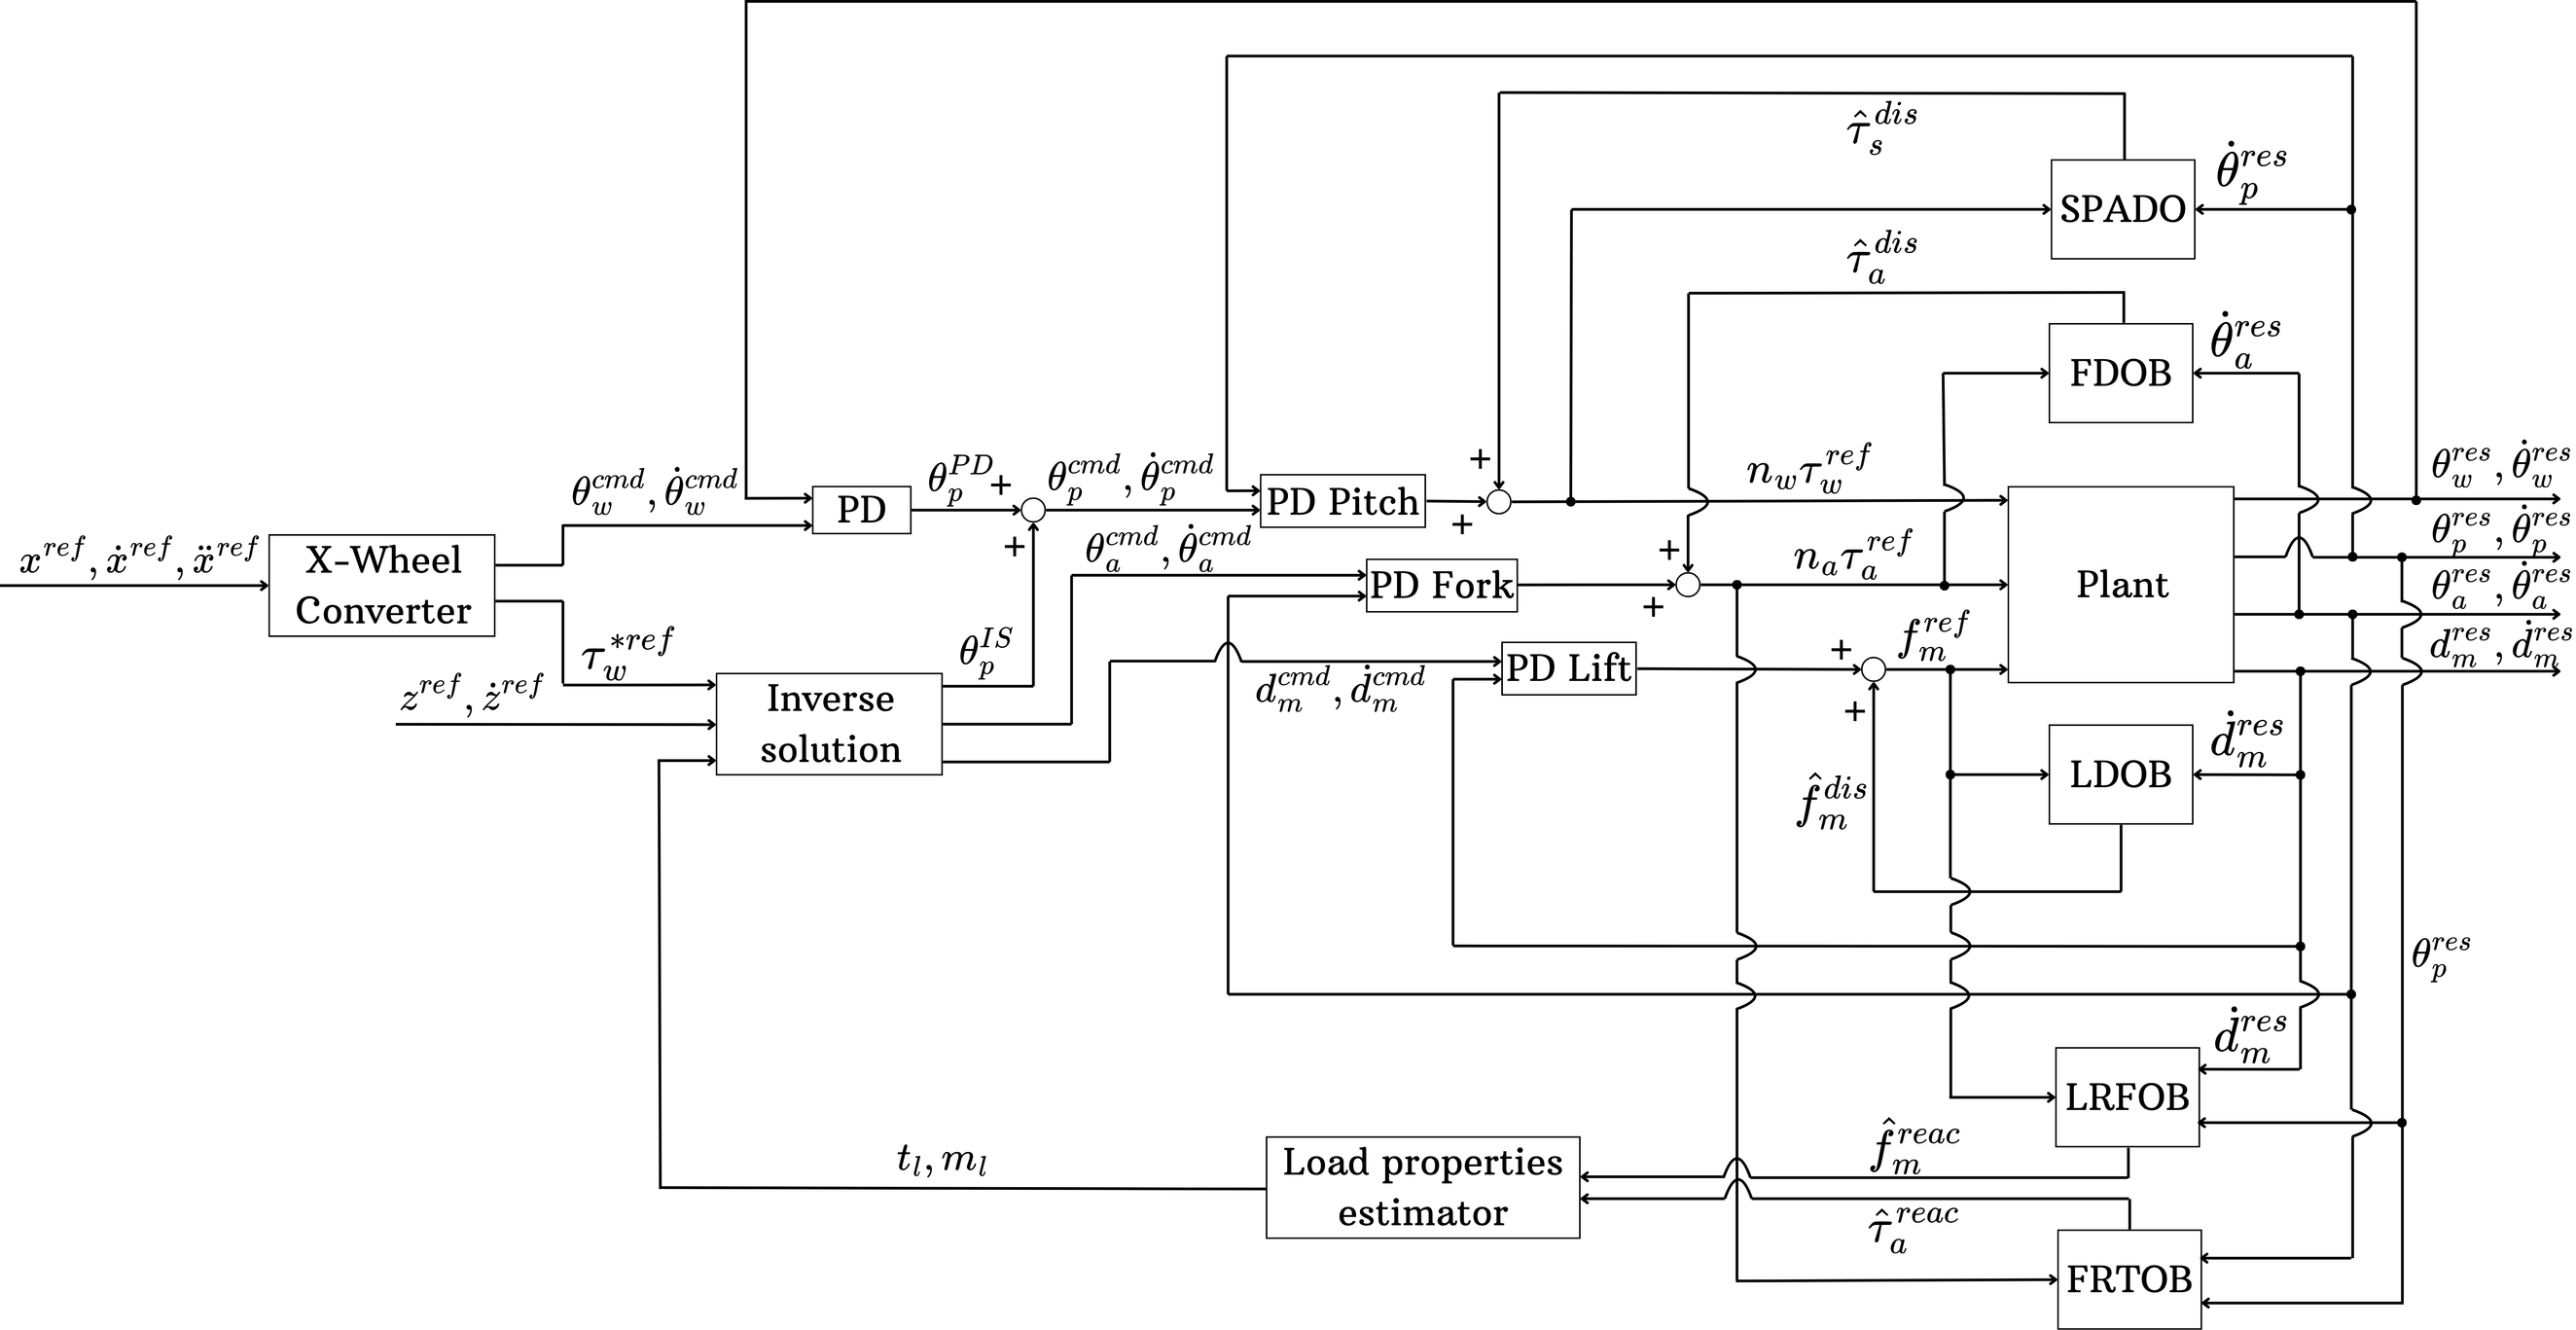 τ̂_s^{dis}
θ̇_p^{res}
SPADO
τ̂_a^{dis}
θ̇_a^{res}
FDOB
θ_w^{cmd}, θ̇_w^{cmd}
PD
θ_p^{PD}
+
+
θ_p^{cmd}, θ̇_p^{cmd}
PD Pitch
+
+
n_w τ_w^{ref}
θ_w^{res}, θ̇_w^{res}
x^{ref}, ẋ^{ref}, ẍ^{ref}
X-Wheel
Converter
θ_a^{cmd}, θ̇_a^{cmd}
PD Fork
+
+
n_a τ_a^{ref}
Plant
θ_p^{res}, θ̇_p^{res}
θ_a^{res}, θ̇_a^{res}
d_m^{res}, ḋ_m^{res}
τ_w^{*ref}
z^{ref}, ż^{ref}
Inverse
solution
θ_p^{IS}
d_m^{cmd}, ḋ_m^{cmd}
PD Lift
+
+
f_m^{ref}
f̂_m^{dis}
LDOB
ḋ_m^{res}
θ_p^{res}
ḋ_m^{res}
LRFOB
t_l, m_l
Load properties
estimator
f̂_m^{reac}
τ̂_a^{reac}
FRTOB